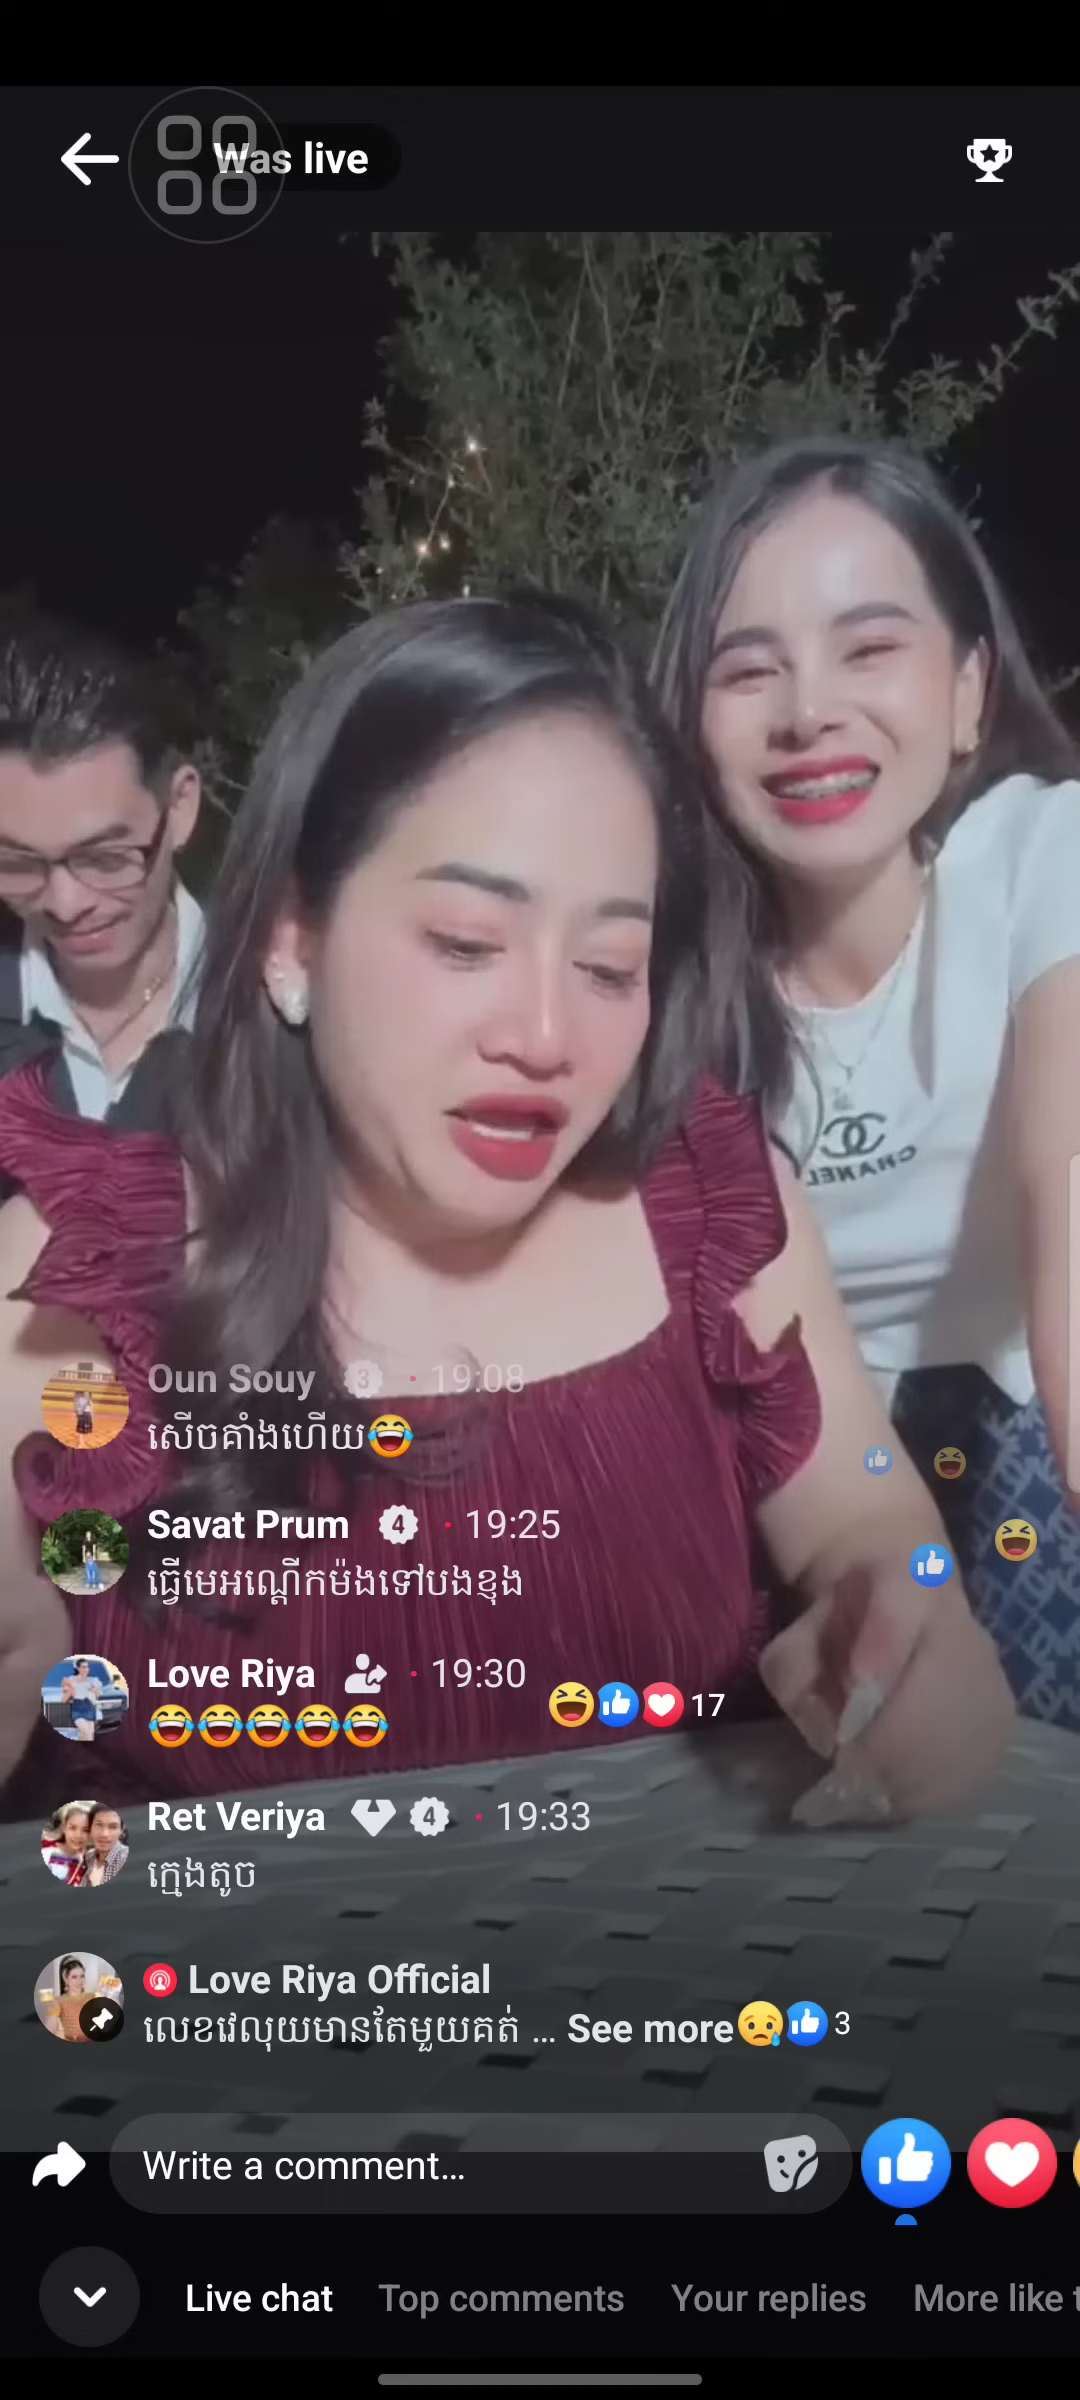 Was live
CHANEL
Oun Souy 3 · 19:08
សើចគាំងហើយ😂
Savat Prum 4 · 19:25
ធ្វើមេអណ្ដើកម៉ងទៅបងខ្ញុង
Love Riya · 19:30
😂😂😂😂😂
17
Ret Veriya 4 · 19:33
ក្មេងតូច
Love Riya Official
លេខវេលុយមានតែមួយគត់ ... See more
3
Write a comment...
Live chat Top comments Your replies More like